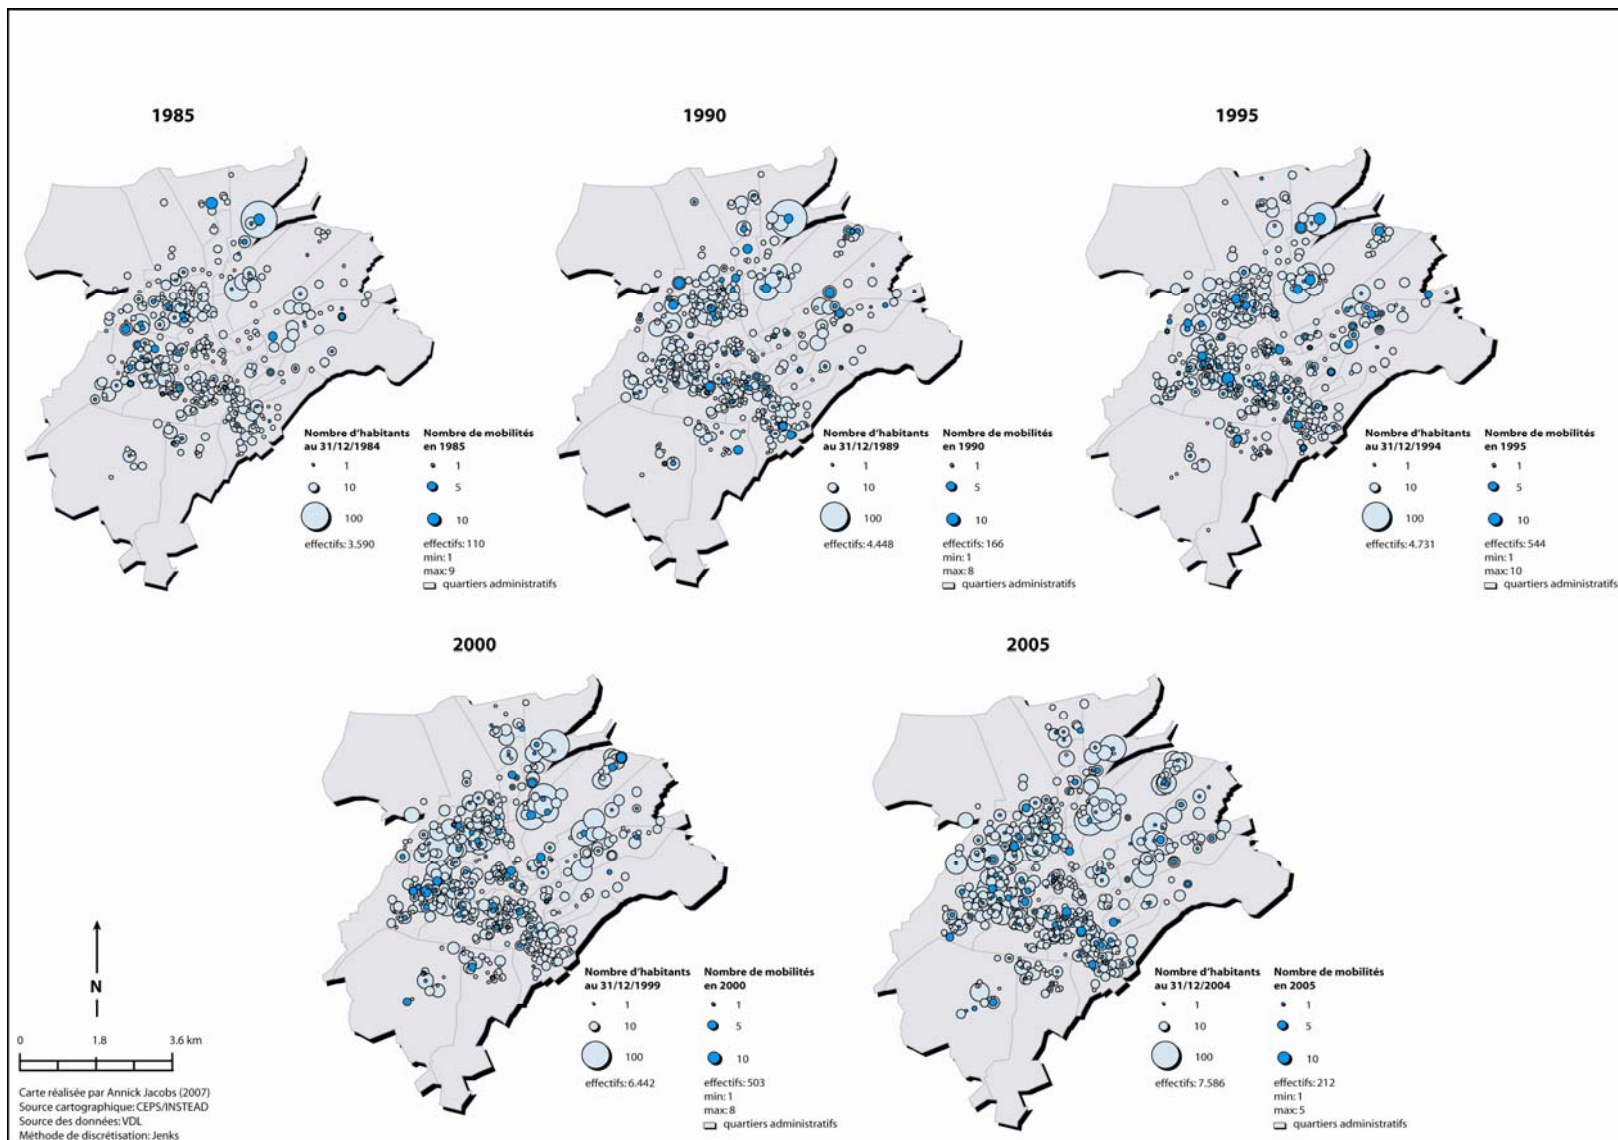 1985
1990
1995
Nombre d'habitants
au 31/12/1984
1
10
100
effectifs: 3.590
Nombre de mobilités
en 1985
1
5
10
effectifs: 110
min: 1
max: 9
quartiers administratifs
Nombre d'habitants
au 31/12/1989
1
10
100
effectifs: 4.448
Nombre de mobilités
en 1990
1
5
10
effectifs: 166
min: 1
max: 8
quartiers administratifs
Nombre d'habitants
au 31/12/1994
1
10
100
effectifs: 4.731
Nombre de mobilités
en 1995
1
5
10
effectifs: 544
min: 1
max: 10
quartiers administratifs
2000
2005
Nombre d'habitants
au 31/12/1999
1
10
100
effectifs: 6.442
Nombre de mobilités
en 2000
1
5
10
effectifs: 503
min: 1
max: 8
quartiers administratifs
Nombre d'habitants
au 31/12/2004
1
10
100
effectifs: 7.586
Nombre de mobilités
en 2005
1
5
10
effectifs: 212
min: 1
max: 5
quartiers administratifs
N
0 1.8 3.6 km
Carte réalisée par Annick Jacobs (2007)
Source cartographique: CEPS/INSTEAD
Source des données: VDL
Méthode de discrétisation: Jenks